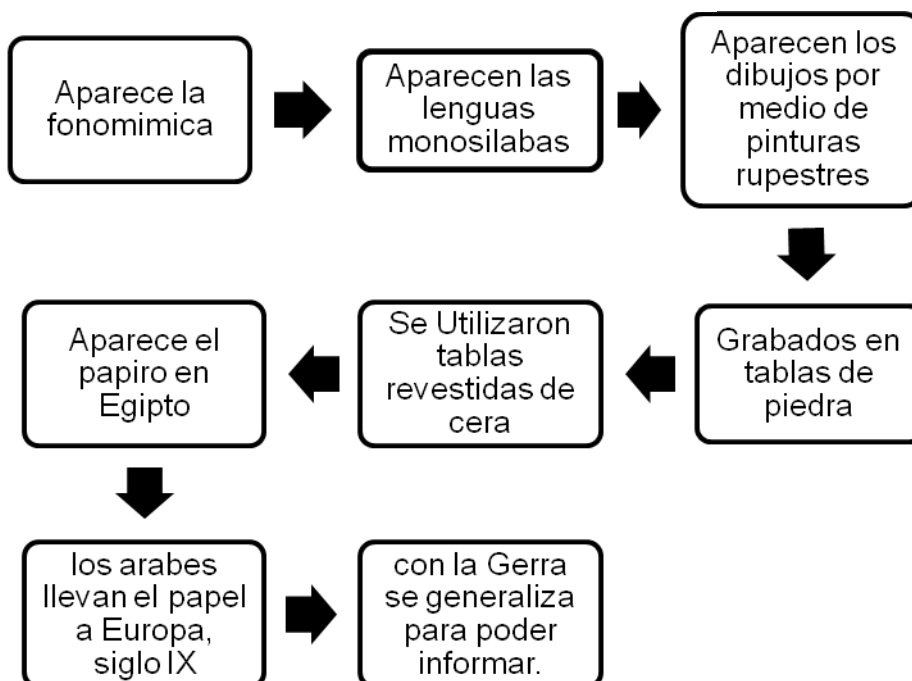 Aparece la
fonomimica
Aparecen las
lenguas
monosilabas
Aparecen los
dibujos por
medio de
pinturas
rupestres
Grabados en
tablas de
piedra
Se Utilizaron
tablas
revestidas de
cera
Aparece el
papiro en
Egipto
los arabes
llevan el papel
a Europa,
siglo IX
con la Gerra
se generaliza
para poder
informar.